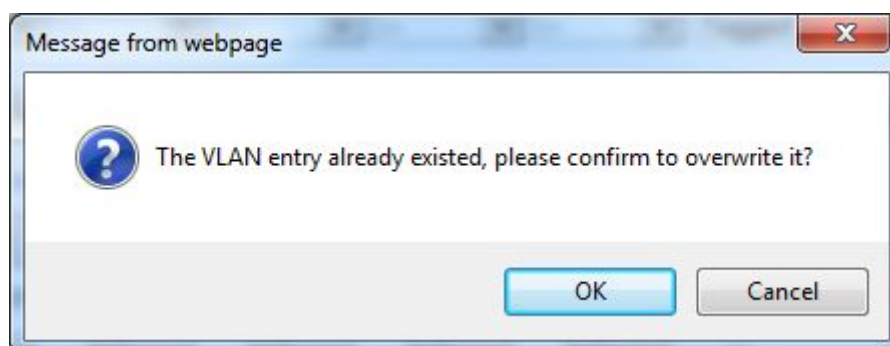 Message from webpage
The VLAN entry already existed, please confirm to overwrite it?
OK
Cancel